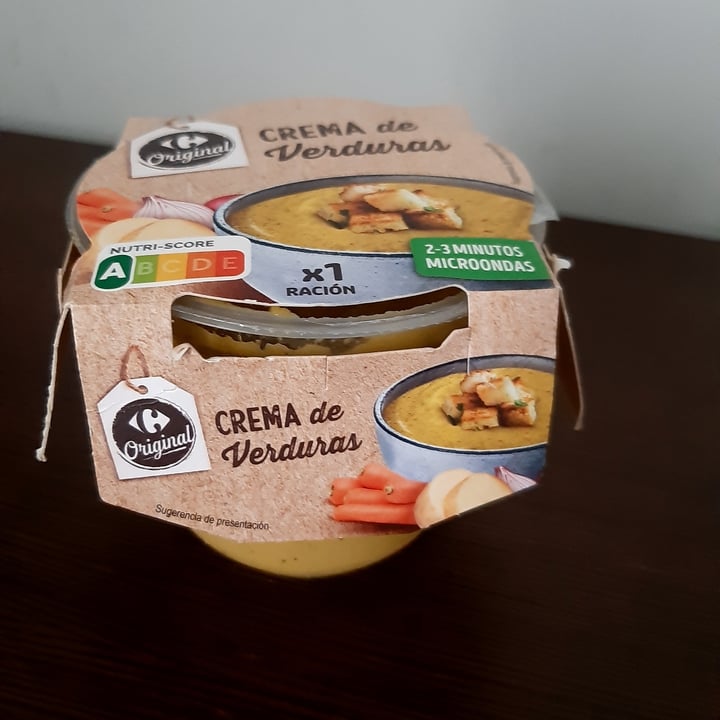 Original
CREMA de
Verduras
NUTRI-SCORE
A B C D E
x1
RACIÓN
2-3 MINUTOS
MICROONDAS
Original
CREMA de
Verduras
Sugerencia de presentación